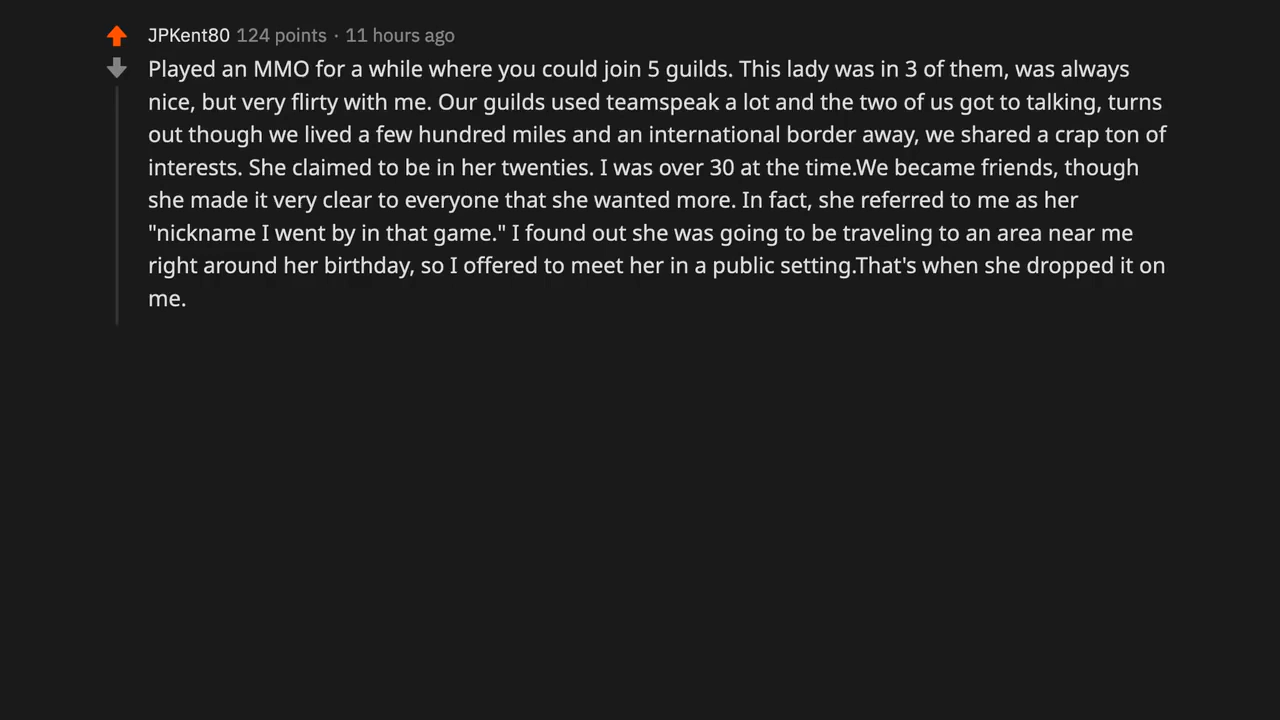 JPKent80 124 points · 11 hours ago
Played an MMO for a while where you could join 5 guilds. This lady was in 3 of them, was always
nice, but very flirty with me. Our guilds used teamspeak a lot and the two of us got to talking, turns
out though we lived a few hundred miles and an international border away, we shared a crap ton of
interests. She claimed to be in her twenties. I was over 30 at the time.We became friends, though
she made it very clear to everyone that she wanted more. In fact, she referred to me as her
"nickname I went by in that game." I found out she was going to be traveling to an area near me
right around her birthday, so I offered to meet her in a public setting.That's when she dropped it on
me.